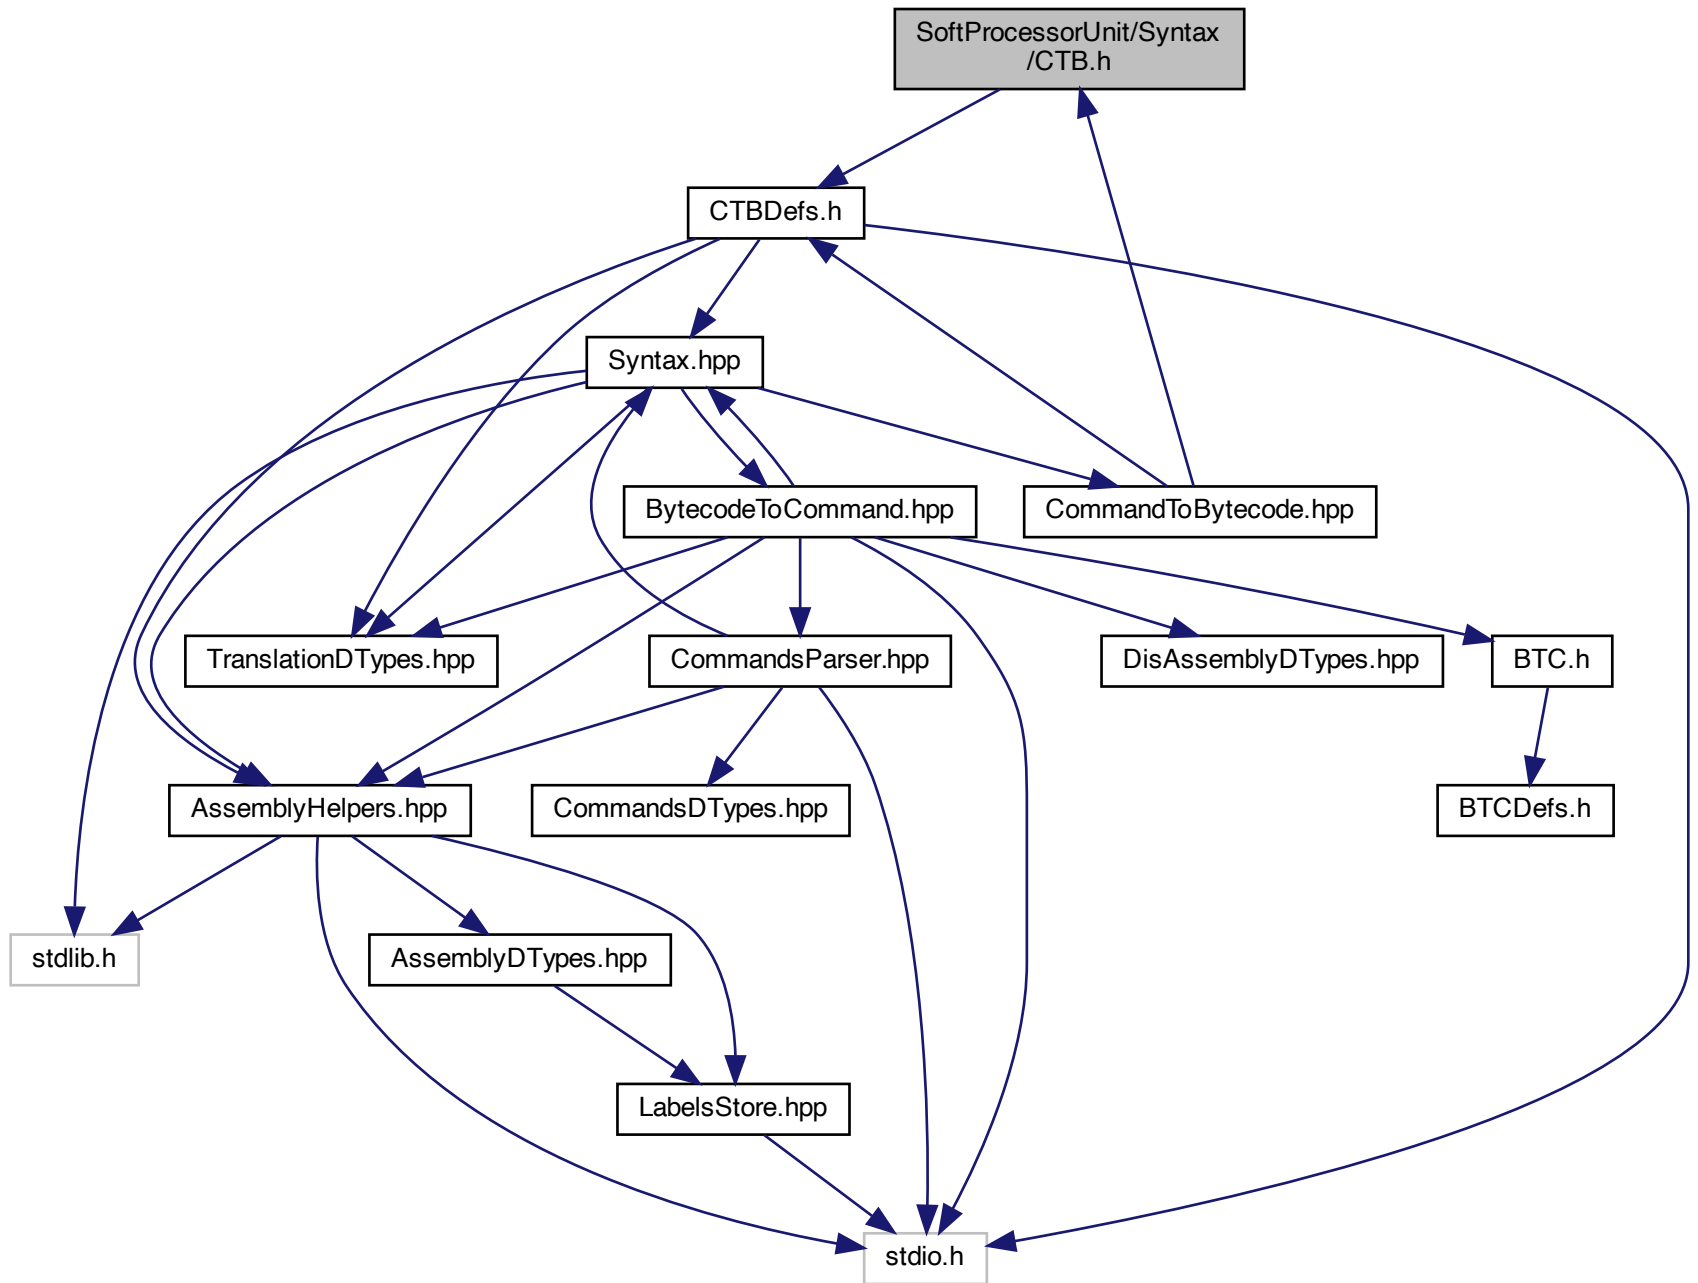 SoftProcessorUnit/Syntax
/CTB.h
CTBDefs.h
Syntax.hpp
BytecodeToCommand.hpp
CommandToBytecode.hpp
TranslationDTypes.hpp
CommandsParser.hpp
DisAssemblyDTypes.hpp
BTC.h
AssemblyHelpers.hpp
CommandsDTypes.hpp
BTCDefs.h
stdlib.h
AssemblyDTypes.hpp
LabelsStore.hpp
stdio.h